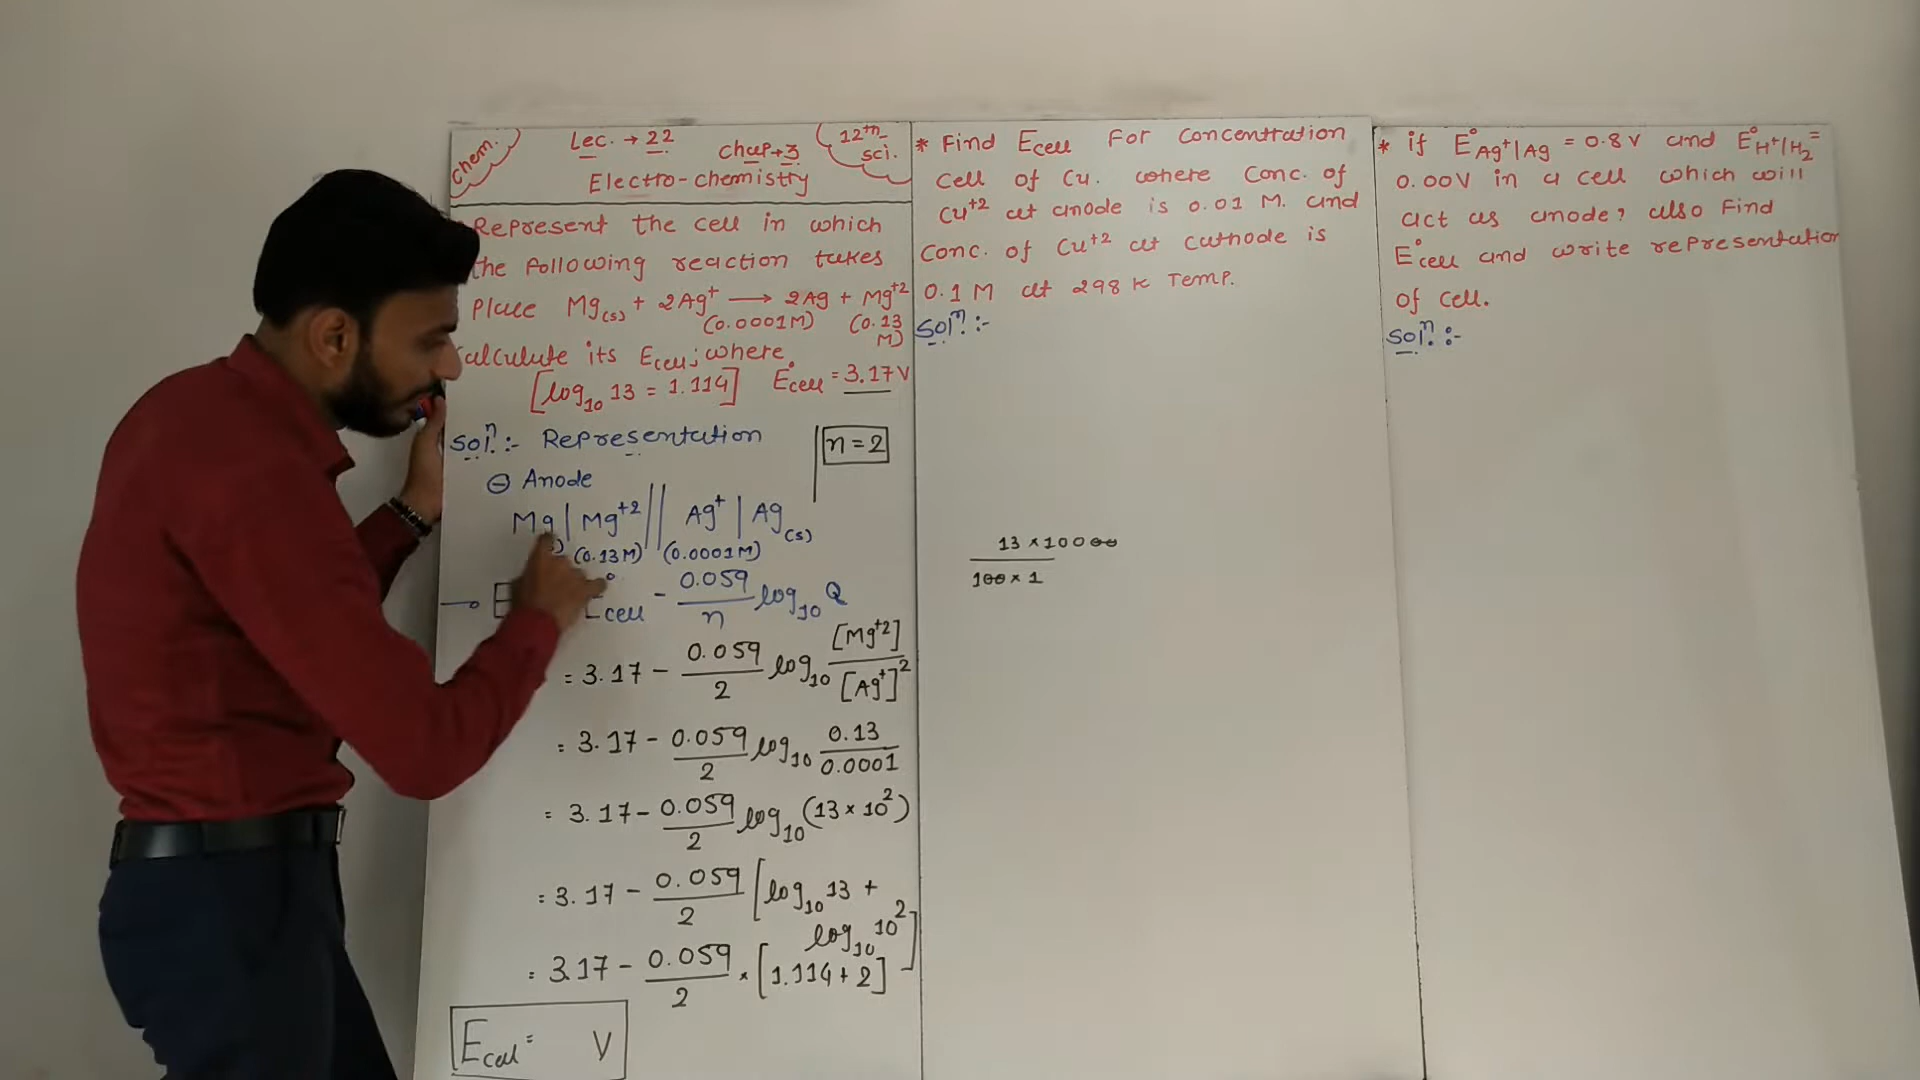 Chem.
Lec. → 22
Chap→3
12th
sci.
Electro-chemistry
Represent the cell in which
the following reaction takes
place Mg(s) + 2Ag⁺ → 2Ag + Mg⁺²
(0.0001M) (0.13
M)
alculate its Ecell; where
[log₁₀ 13 = 1.114] E°cell = 3.17V
Solⁿ. :- Representation
n = 2
⊖ Anode
Mg | Mg⁺² || Ag⁺ | Ag(s)
(0.13M) (0.0001M)
→ E Ecell° - 0.059/n log₁₀ Q
= 3.17 - 0.059/2 log₁₀ [Mg⁺²]/[Ag⁺]²
= 3.17 - 0.059/2 log₁₀ 0.13/0.0001
= 3.17 - 0.059/2 log₁₀ (13 × 10²)
= 3.17 - 0.059/2 [log₁₀ 13 +
log₁₀ 10²]
= 3.17 - 0.059/2 × [1.114 + 2]
Ecell = V
* Find Ecell For concentration
cell of Cu. where conc. of
Cu⁺² at anode is 0.01 M. and
conc. of Cu⁺² at cathode is
0.1 M at 298 K Temp.
Solⁿ. :-
13 × 10000
100 × 1
* if E°Ag⁺|Ag = 0.8 V and E°H⁺|H₂ =
0.00V in a cell which will
act as anode? also Find
E°cell and write representation
of cell.
Solⁿ. :-